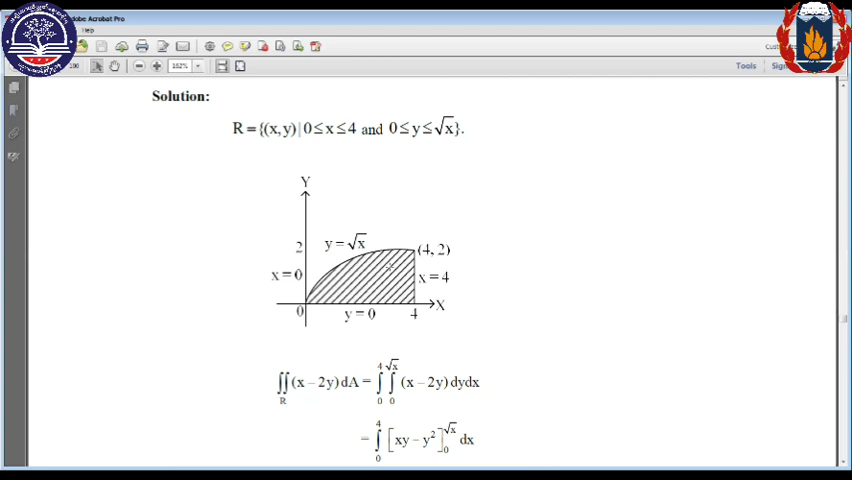 Adobe Acrobat Pro
Help
162%
Tools
Solution:
R = {(x, y) | 0 ≤ x ≤ 4 and 0 ≤ y ≤ √x}.
Y
2
y = √x
(4, 2)
x = 0
x = 4
0
y = 0
4
X
∬_R (x – 2y) dA = ∫_0^4 ∫_0^√x (x – 2y) dydx
= ∫_0^4 [xy – y²]_0^√x dx